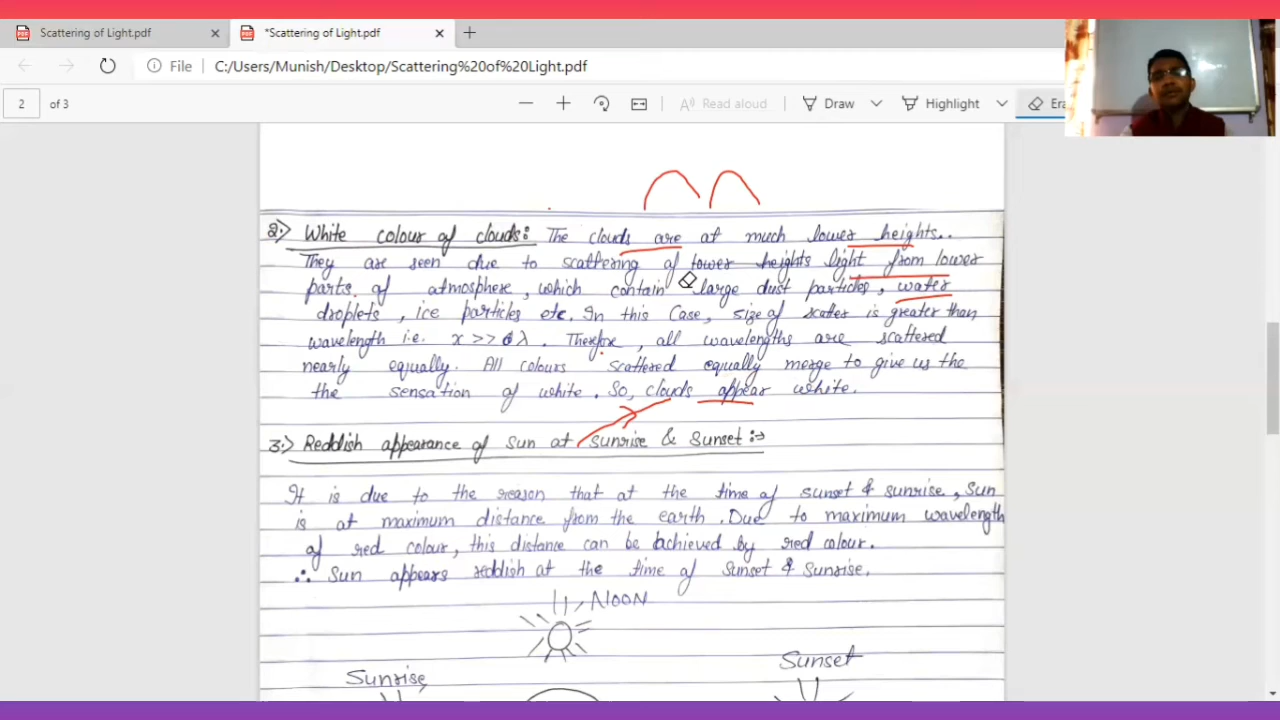 Scattering of Light.pdf
*Scattering of Light.pdf
File C:/Users/Munish/Desktop/Scattering%20of%20Light.pdf
2 of 3 Read aloud Draw Highlight Era
2.) White colour of clouds: The clouds are at much lower heights..
They are seen due to scattering of lower heights light from lower
parts of atmosphere, which contain large dust particles, water
droplets, ice particles etc. In this Case, size of scatter is greater than
wavelength i.e. x >> λ. Therefore, all wavelengths are scattered
nearly equally. All colours scattered equally merge to give us the
the sensation of white. So, clouds appear white.
3.) Reddish appearance of Sun at sunrise & Sunset:→
It is due to the reason that at the time of sunset & sunrise, Sun
is at maximum distance from the earth. Due to maximum wavelength
of red colour, this distance can be achieved by red colour.
∴ Sun appears reddish at the time of Sunset & Sunrise.
NOON
Sunset
Sunrise